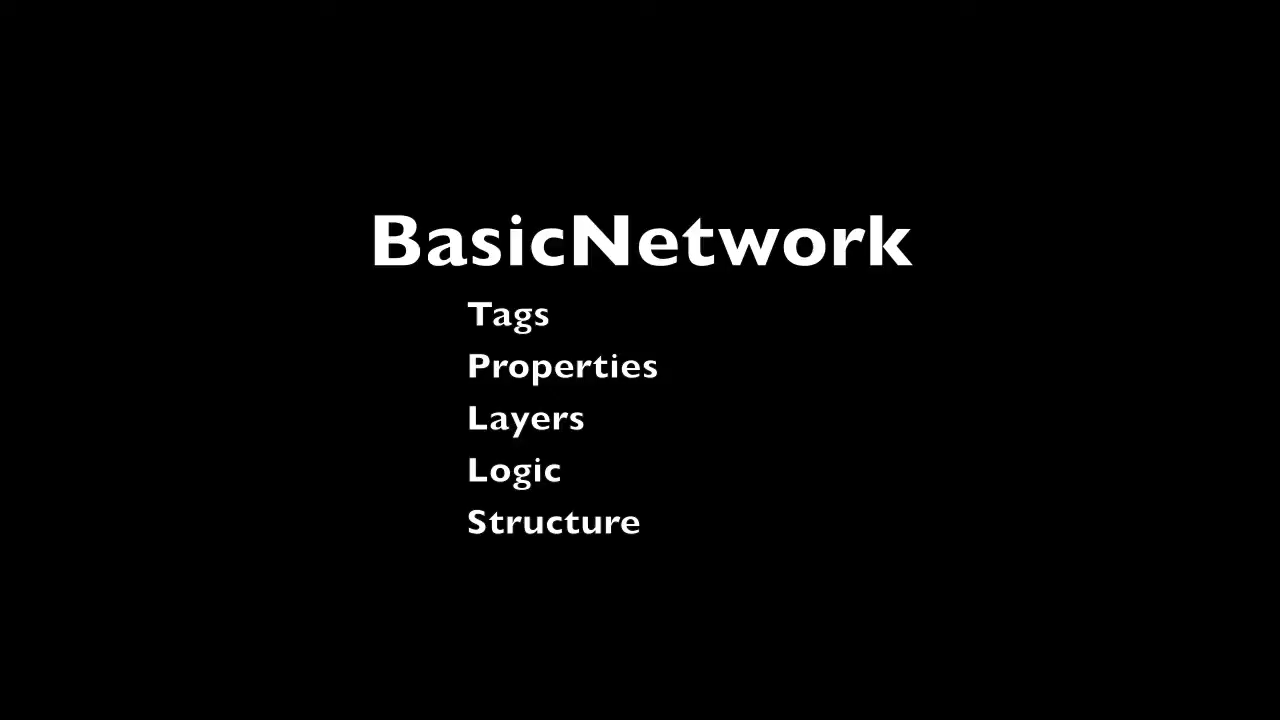 BasicNetwork
Tags
Properties
Layers
Logic
Structure